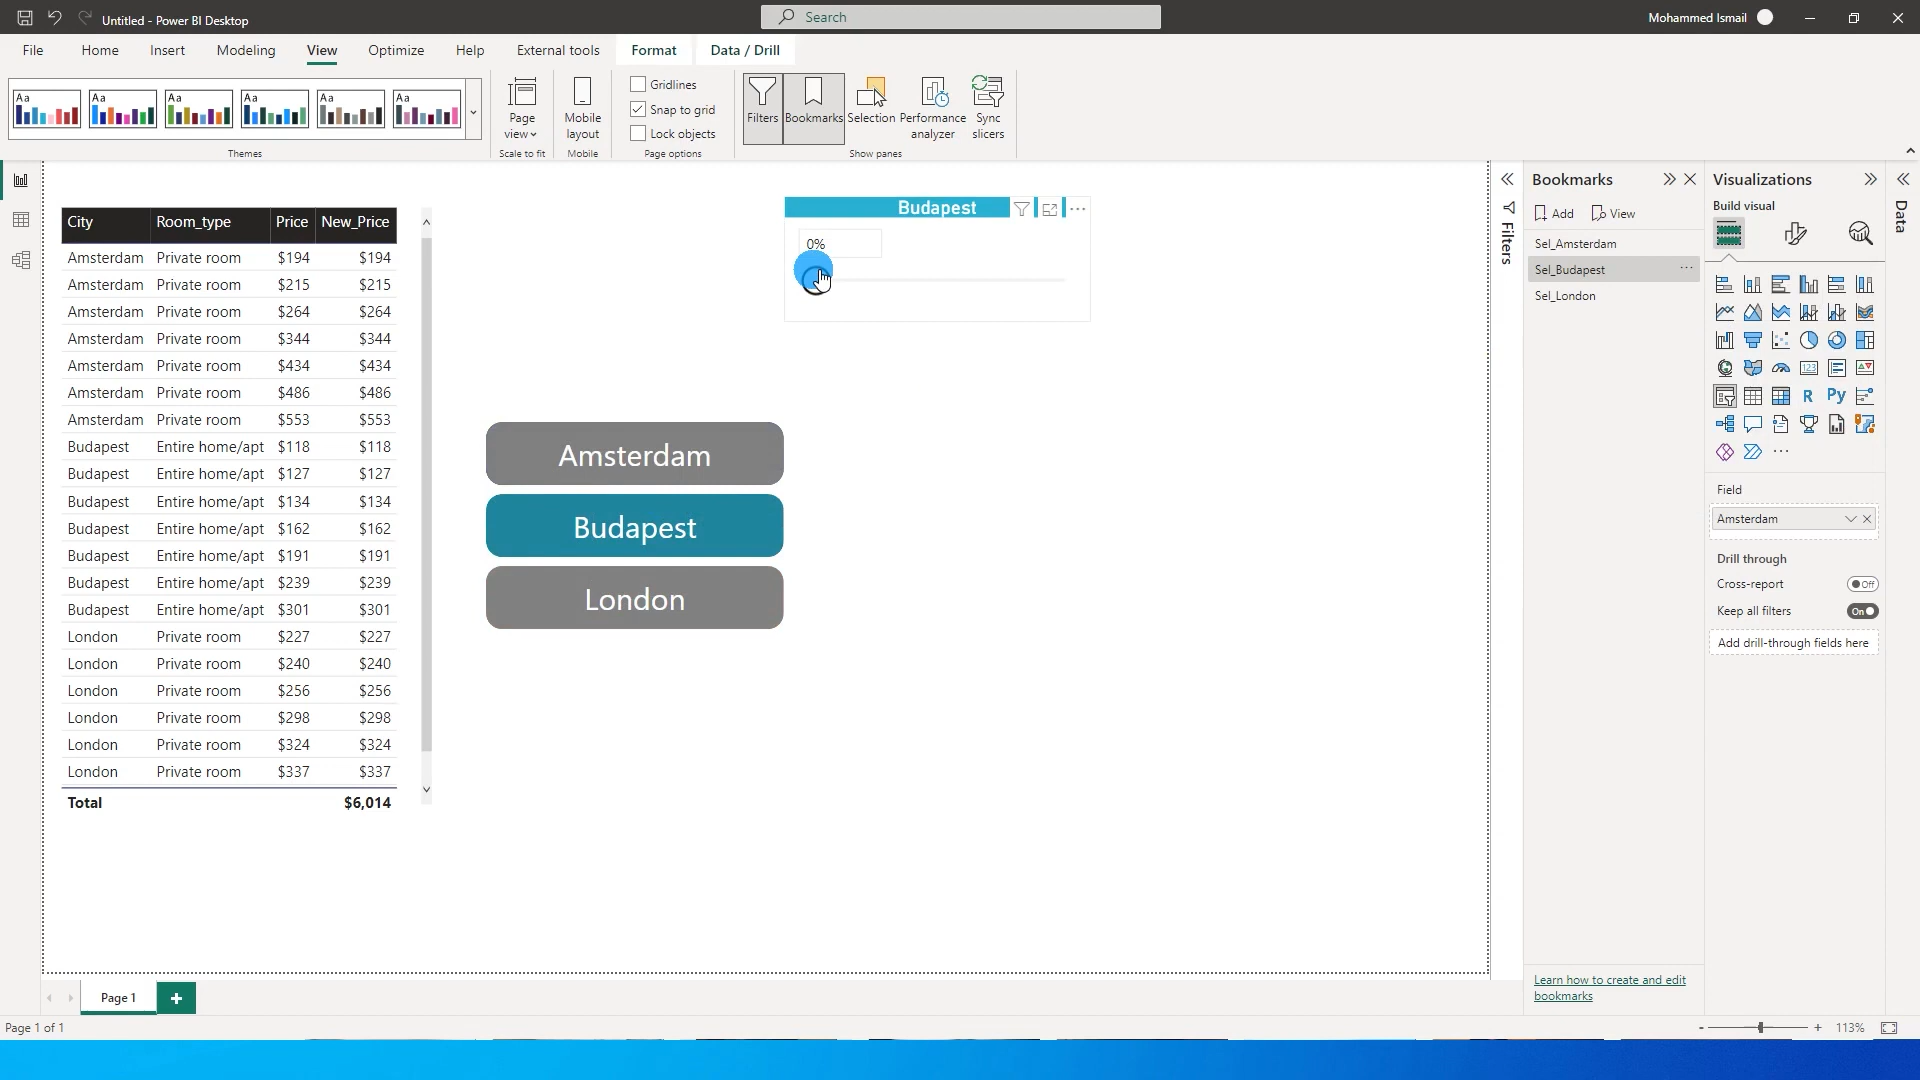 Untitled - Power BI Desktop
Search
Mohammed Ismail
File Home Insert Modeling View Optimize Help External tools Format Data / Drill
Aa Aa Aa Aa Aa Aa
Themes
Page view
Scale to fit
Mobile layout
Mobile
Gridlines
Snap to grid
Lock objects
Page options
Filters
Bookmarks
Selection
Performance analyzer
Sync slicers
Show panes
City Room_type Price New_Price
Amsterdam Private room $194 $194
Amsterdam Private room $215 $215
Amsterdam Private room $264 $264
Amsterdam Private room $344 $344
Amsterdam Private room $434 $434
Amsterdam Private room $486 $486
Amsterdam Private room $553 $553
Budapest Entire home/apt $118 $118
Budapest Entire home/apt $127 $127
Budapest Entire home/apt $134 $134
Budapest Entire home/apt $162 $162
Budapest Entire home/apt $191 $191
Budapest Entire home/apt $239 $239
Budapest Entire home/apt $301 $301
London Private room $227 $227
London Private room $240 $240
London Private room $256 $256
London Private room $298 $298
London Private room $324 $324
London Private room $337 $337
Total $6,014
Budapest
0%
Amsterdam
Budapest
London
Filters
Bookmarks
Add View
Sel_Amsterdam
Sel_Budapest ...
Sel_London
Learn how to create and edit
bookmarks
Visualizations
Build visual
123
R Py
...
Field
Amsterdam
Drill through
Cross-report Off
Keep all filters On
Add drill-through fields here
Data
Page 1
+
Page 1 of 1
- + 113%